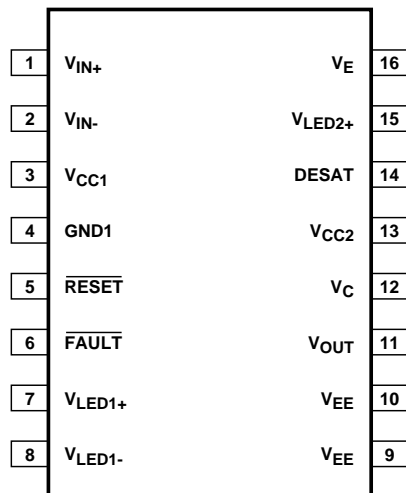 1 VIN+ VE 16
2 VIN- VLED2+ 15
3 VCC1 DESAT 14
4 GND1 VCC2 13
5 RESET VC 12
6 FAULT VOUT 11
7 VLED1+ VEE 10
8 VLED1- VEE 9